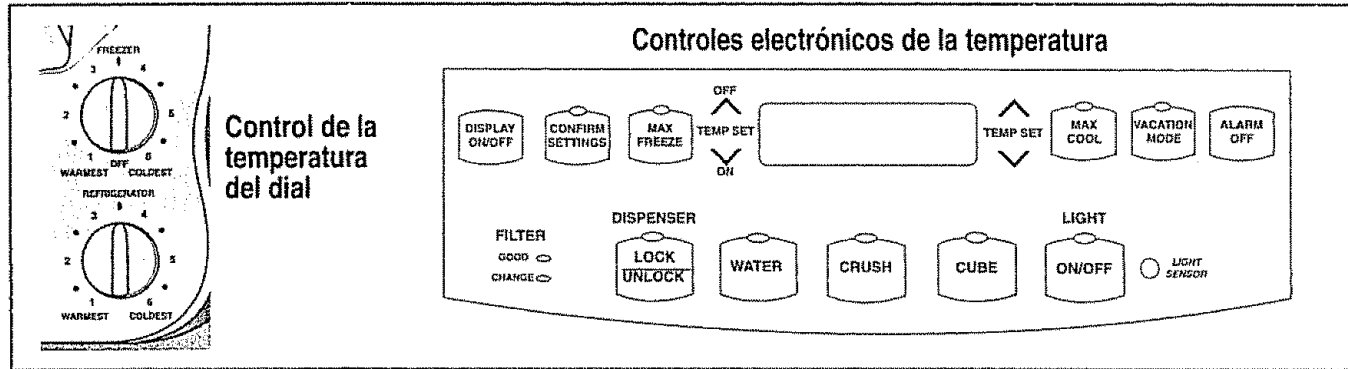 Controles electrónicos de la temperatura
Control de la
temperatura
del dial
FREEZER
3 4
2 5
1 OFF 6
WARMEST COLDEST
REFRIGERATOR
3 4
2 5
1 6
WARMEST COLDEST
DISPLAY
ON/OFF
CONFIRM
SETTINGS
MAX
FREEZE
OFF
TEMP SET
ON
TEMP SET
MAX
COOL
VACATION
MODE
ALARM
OFF
FILTER
GOOD
CHANGE
DISPENSER
LOCK
UNLOCK
WATER
CRUSH
CUBE
LIGHT
ON/OFF
LIGHT
SENSOR